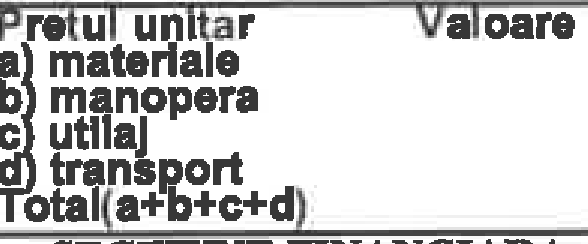 Pretul unitar Valoare
a) materiale
b) manopera
c) utilaj
d) transport
Total(a+b+c+d)